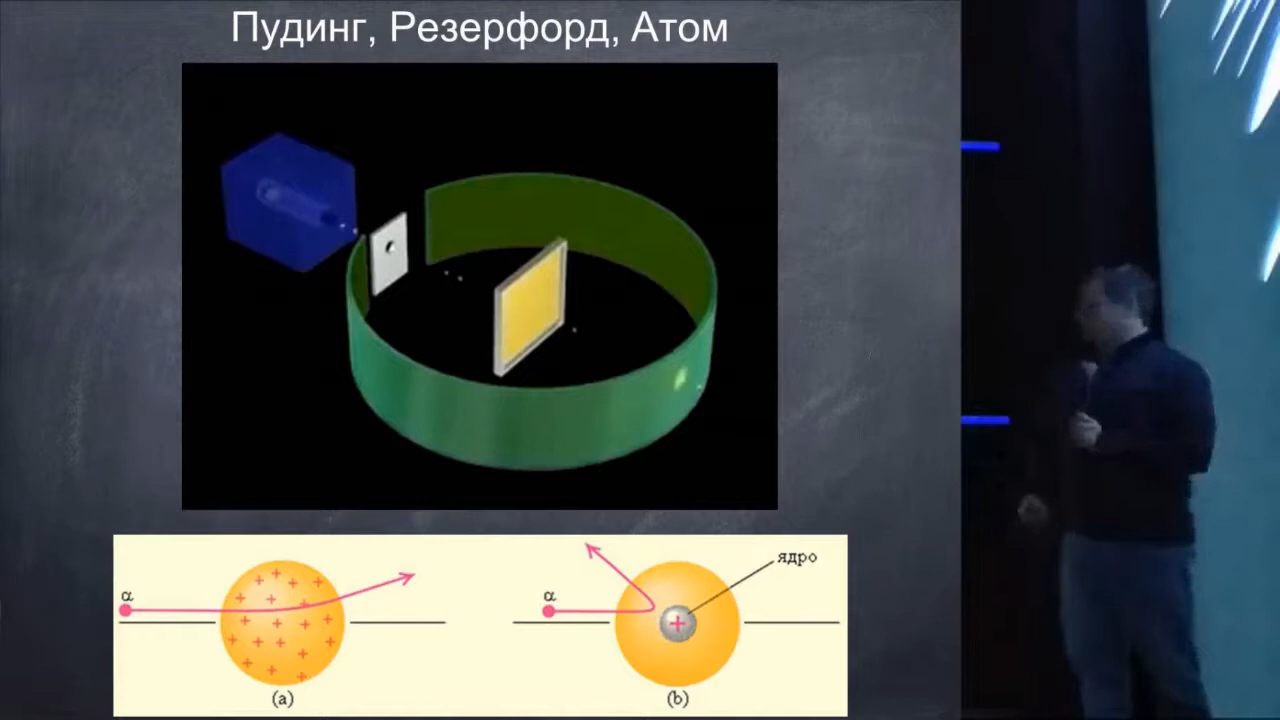 Пудинг, Резерфорд, Атом
α
α
ядро
+ + + + + + + + + + + + + + + + + +
+
(a)
(b)